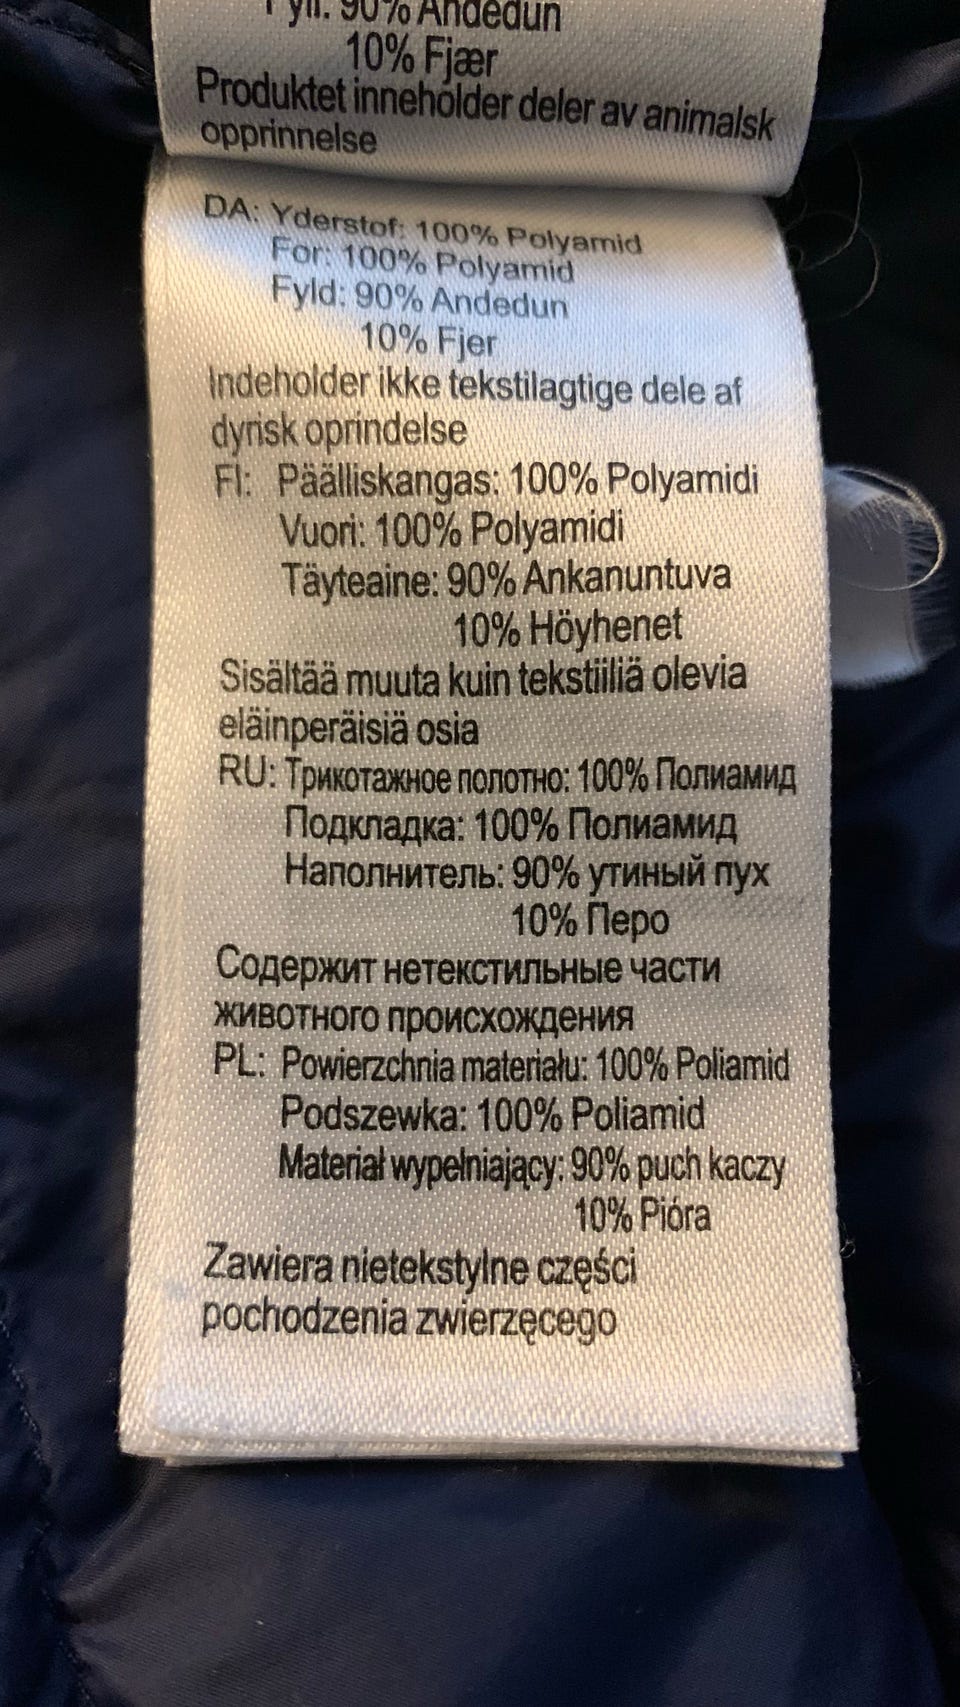 Fyll: 90% Andedun
10% Fjær
Produktet inneholder deler av animalsk
opprinnelse
DA: Yderstof: 100% Polyamid
For: 100% Polyamid
Fyld: 90% Andedun
10% Fjer
Indeholder ikke tekstilagtige dele af
dyrisk oprindelse
FI: Päälliskangas: 100% Polyamidi
Vuori: 100% Polyamidi
Täyteaine: 90% Ankanuntuva
10% Höyhenet
Sisältää muuta kuin tekstiiliä olevia
eläinperäisiä osia
RU: Трикотажное полотно: 100% Полиамид
Подкладка: 100% Полиамид
Наполнитель: 90% утиный пух
10% Перо
Содержит нетекстильные части
животного происхождения
PL: Powierzchnia materiału: 100% Poliamid
Podszewka: 100% Poliamid
Materiał wypełniający: 90% puch kaczy
10% Pióra
Zawiera nietekstylne części
pochodzenia zwierzęcego